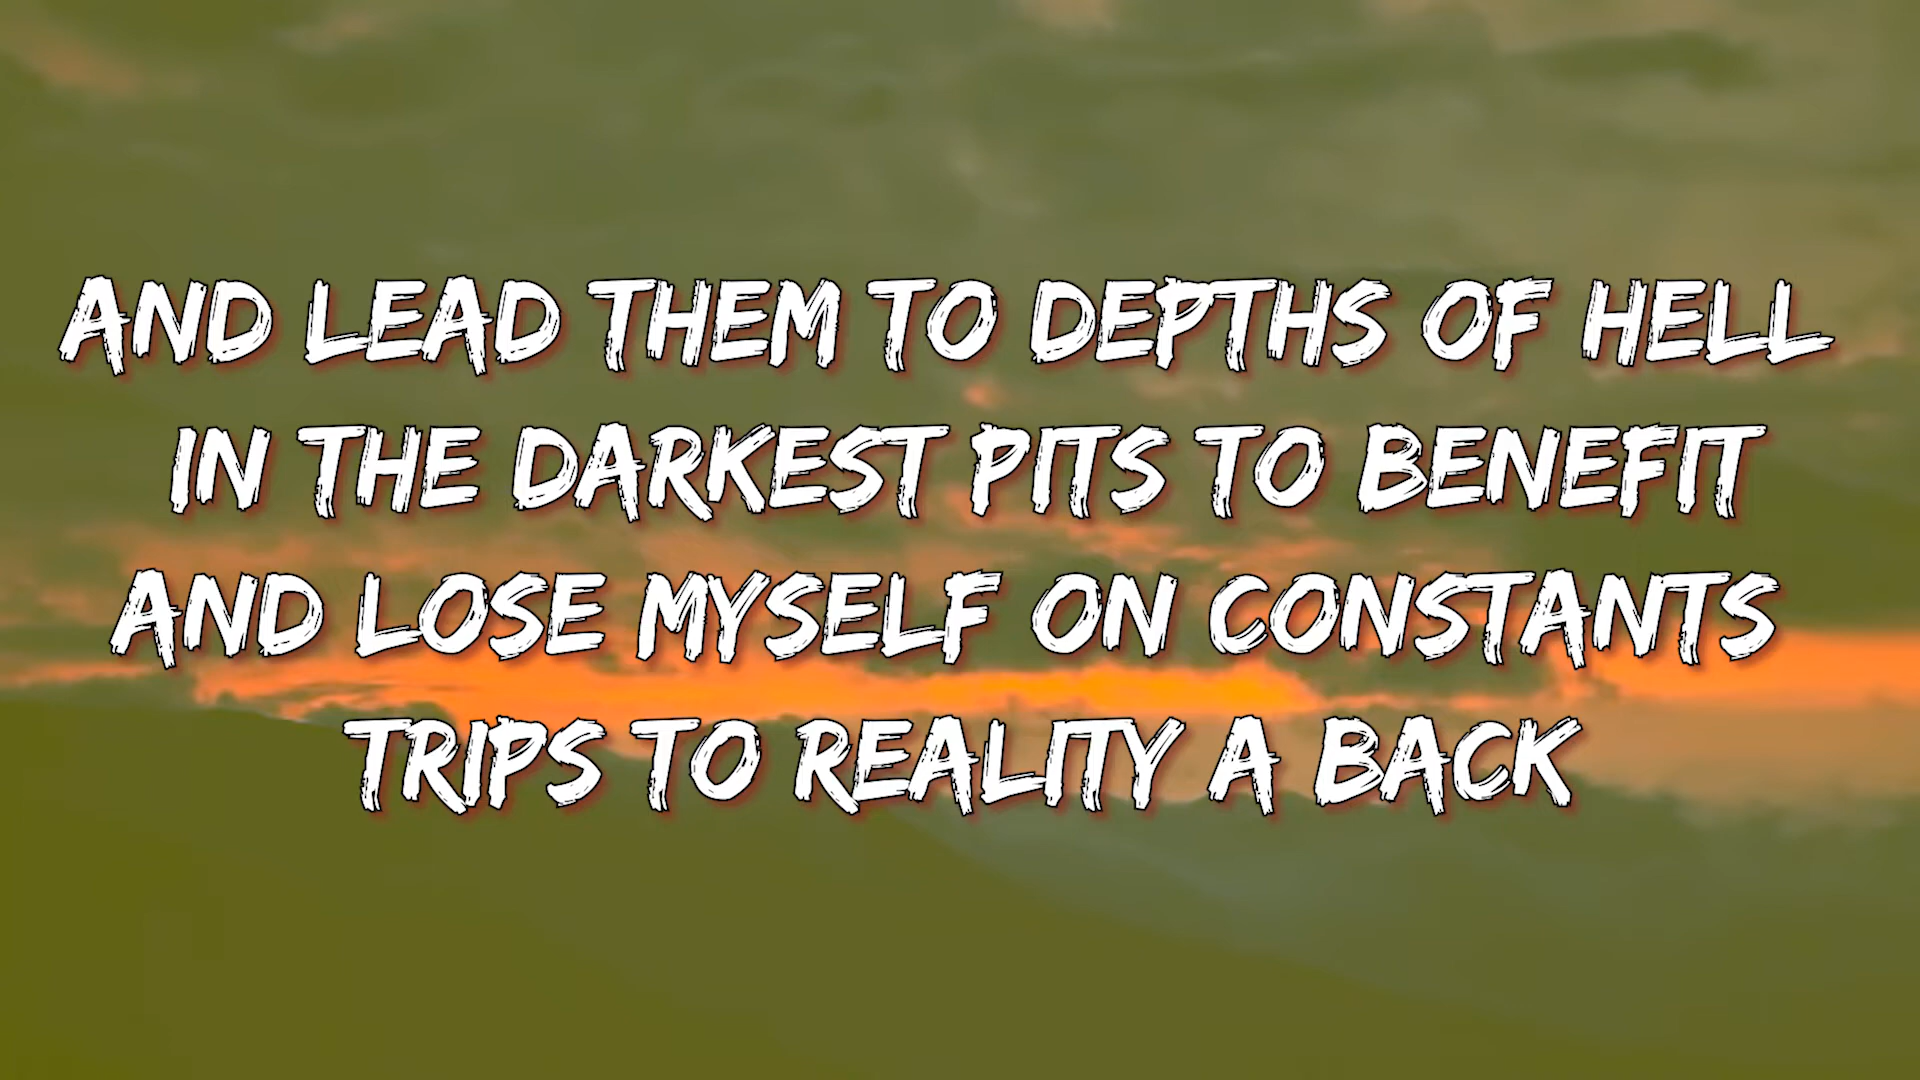 AND LEAD THEM TO DEPTHS OF HELL
IN THE DARKEST PITS TO BENEFIT
AND LOSE MYSELF ON CONSTANTS
TRIPS TO REALITY A BACK